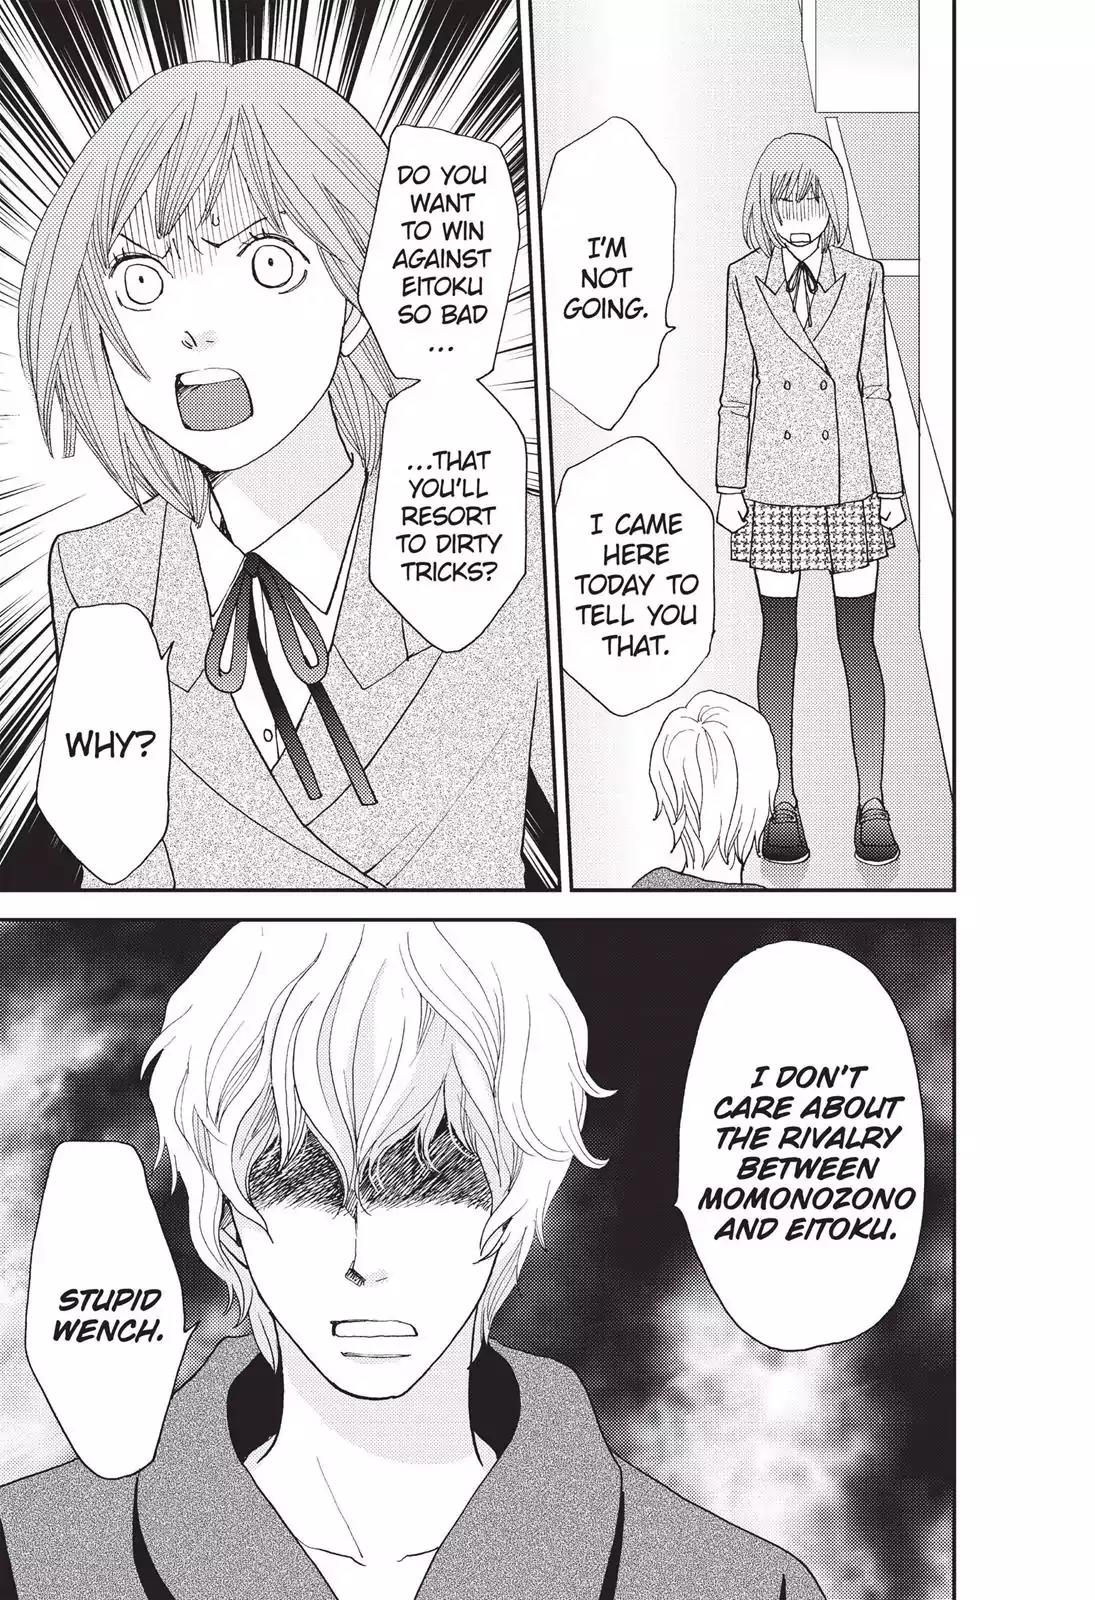 I'M
NOT
GOING.
I CAME
HERE
TODAY TO
TELL YOU
THAT.
DO YOU
WANT
TO WIN
AGAINST
EITOKU
SO BAD
...
...THAT
YOU'LL
RESORT
TO DIRTY
TRICKS?
WHY?
I DON'T
CARE ABOUT
THE RIVALRY
BETWEEN
MOMONOZONO
AND EITOKU.
STUPID
WENCH.